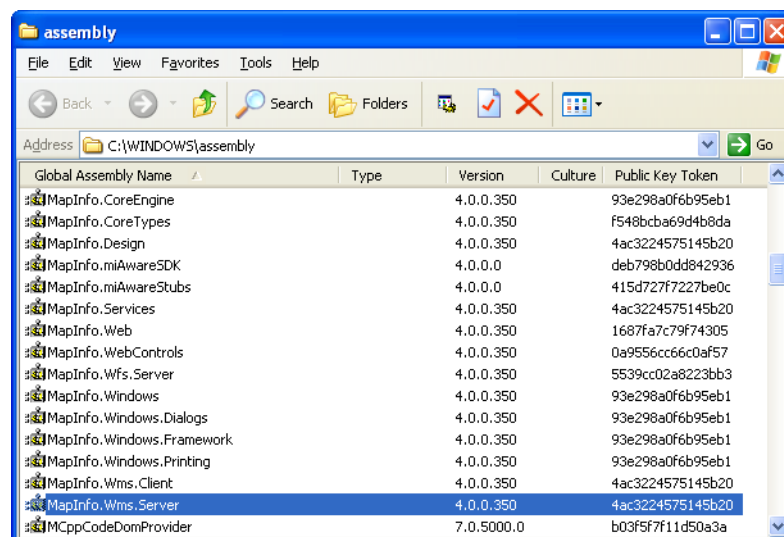 assembly
File Edit View Favorites Tools Help
Back Search Folders
Address C:\WINDOWS\assembly Go
Global Assembly Name Type Version Culture Public Key Token
MapInfo.CoreEngine 4.0.0.350 93e298a0f6b95eb1
MapInfo.CoreTypes 4.0.0.350 f548bcba69d4b8da
MapInfo.Design 4.0.0.350 4ac3224575145b20
MapInfo.miAwareSDK 4.0.0.0 deb798b0dd842936
MapInfo.miAwareStubs 4.0.0.0 415d727f7227be0c
MapInfo.Services 4.0.0.350 4ac3224575145b20
MapInfo.Web 4.0.0.350 1687fa7c79f74305
MapInfo.WebControls 4.0.0.350 0a9556cc66c0af57
MapInfo.Wfs.Server 4.0.0.350 5539cc02a8223bb3
MapInfo.Windows 4.0.0.350 93e298a0f6b95eb1
MapInfo.Windows.Dialogs 4.0.0.350 93e298a0f6b95eb1
MapInfo.Windows.Framework 4.0.0.350 93e298a0f6b95eb1
MapInfo.Windows.Printing 4.0.0.350 93e298a0f6b95eb1
MapInfo.Wms.Client 4.0.0.350 4ac3224575145b20
MapInfo.Wms.Server 4.0.0.350 4ac3224575145b20
MCppCodeDomProvider 7.0.5000.0 b03f5f7f11d50a3a